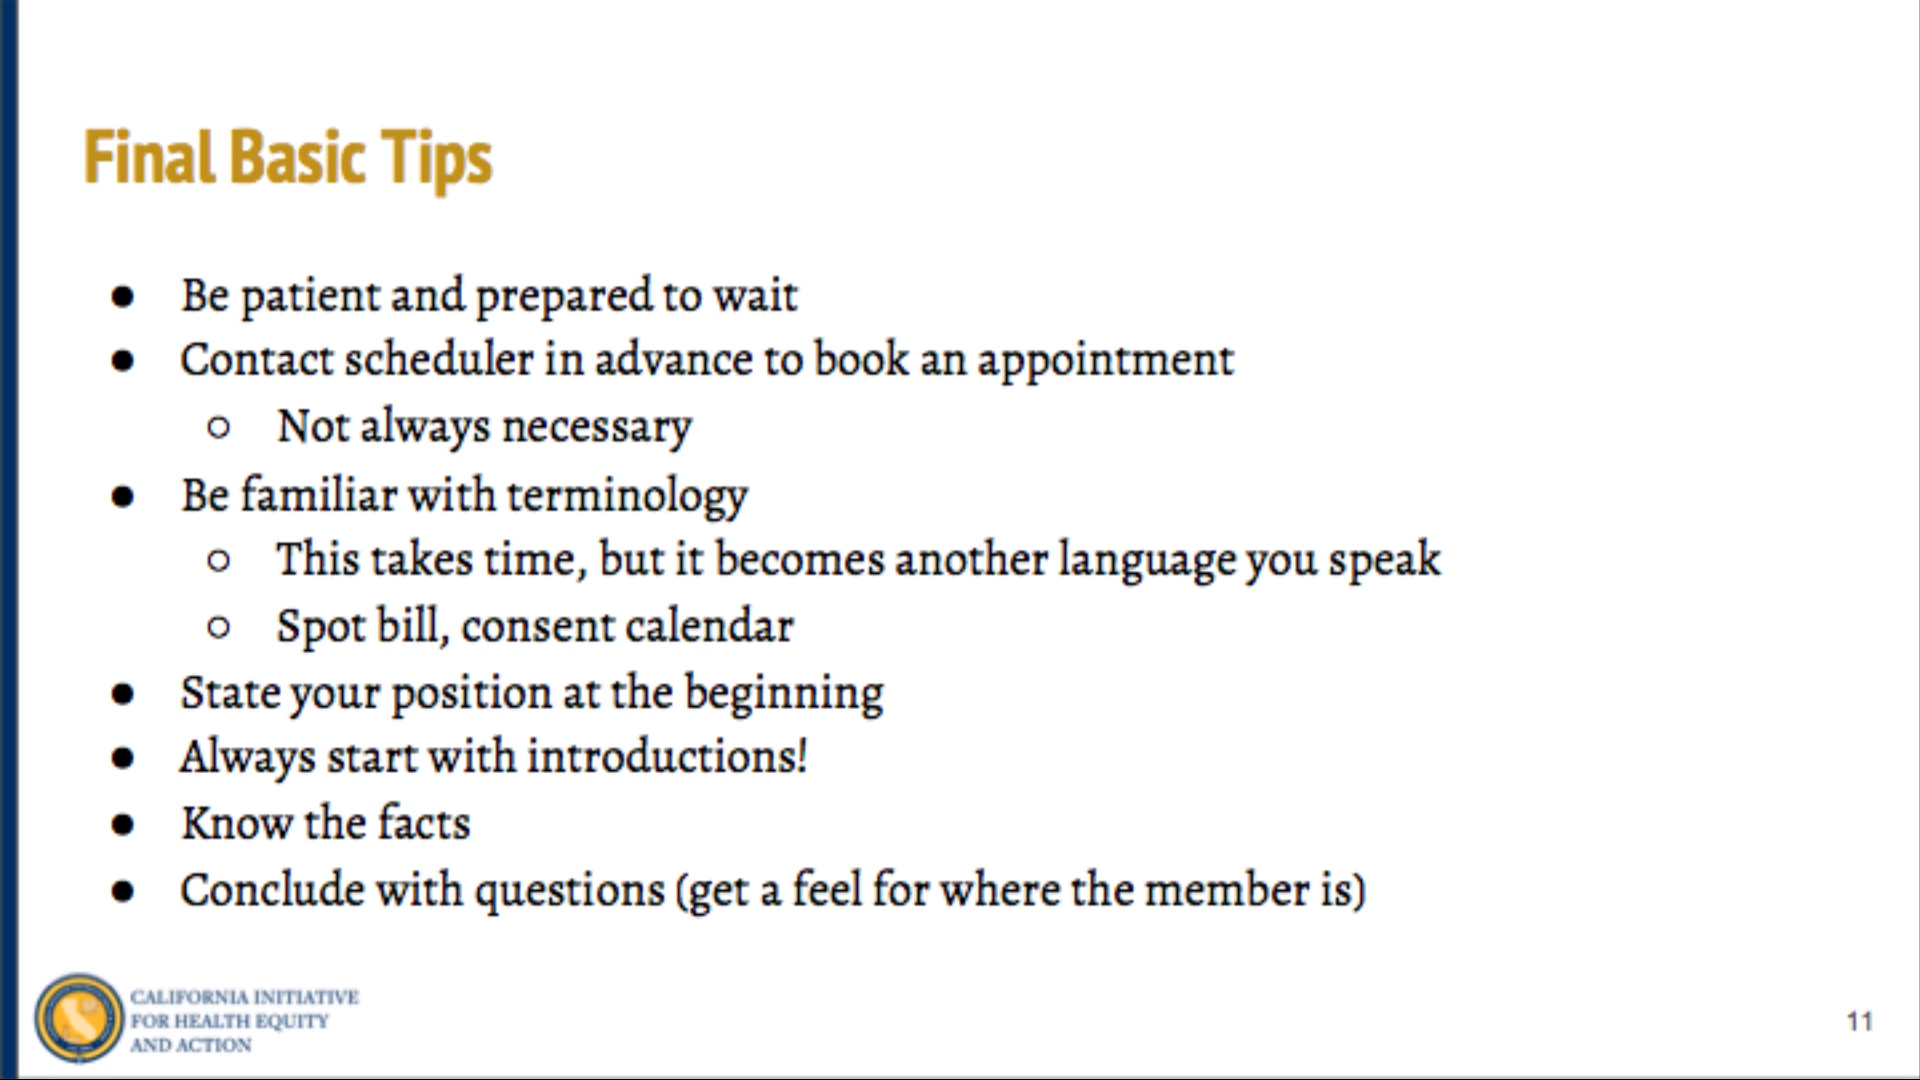 Final Basic Tips
● Be patient and prepared to wait
● Contact scheduler in advance to book an appointment
○ Not always necessary
● Be familiar with terminology
○ This takes time, but it becomes another language you speak
○ Spot bill, consent calendar
● State your position at the beginning
● Always start with introductions!
● Know the facts
● Conclude with questions (get a feel for where the member is)
CALIFORNIA INITIATIVE
FOR HEALTH EQUITY
AND ACTION
11